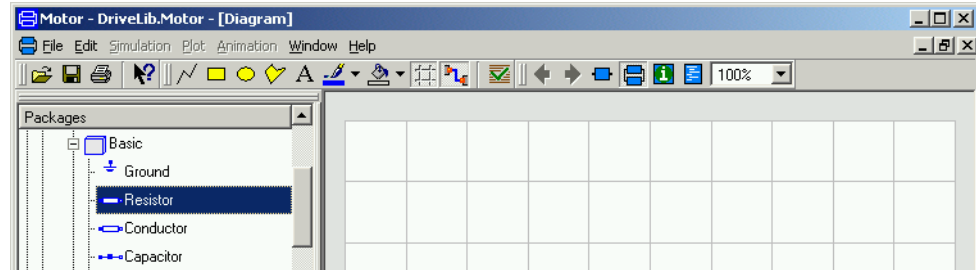 Motor - DriveLib.Motor - [Diagram]
File Edit Simulation Plot Animation Window Help
A 100%
Packages
Basic
Ground
Resistor
Conductor
Capacitor